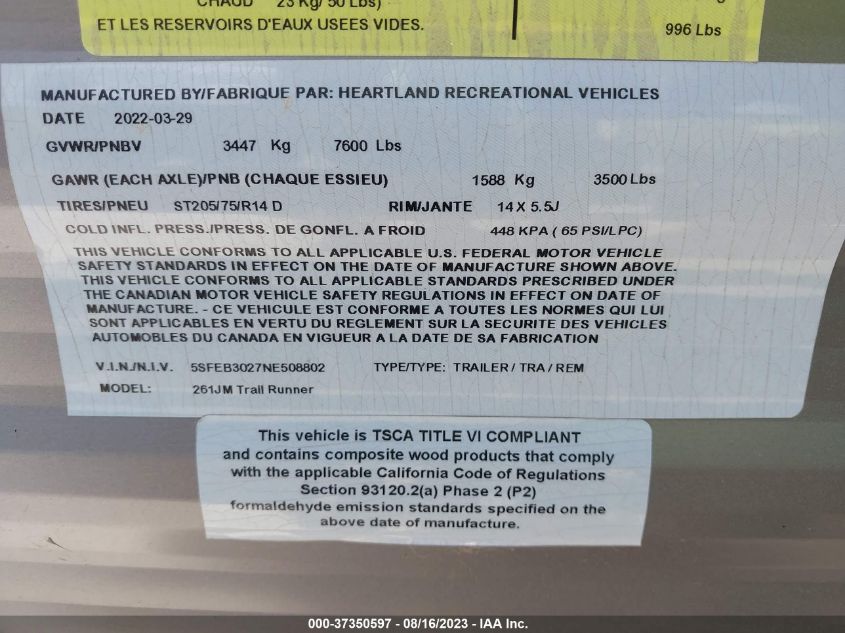 CHAUD 23 Kg/ 50 Lbs)
ET LES RESERVOIRS D'EAUX USEES VIDES.
996 Lbs
MANUFACTURED BY/FABRIQUE PAR: HEARTLAND RECREATIONAL VEHICLES
DATE 2022-03-29
GVWR/PNBV 3447 Kg 7600 Lbs
GAWR (EACH AXLE)/PNB (CHAQUE ESSIEU) 1588 Kg 3500 Lbs
TIRES/PNEU ST205/75/R14 D RIM/JANTE 14 X 5.5J
COLD INFL. PRESS./PRESS. DE GONFL. A FROID 448 KPA ( 65 PSI/LPC)
THIS VEHICLE CONFORMS TO ALL APPLICABLE U.S. FEDERAL MOTOR VEHICLE
SAFETY STANDARDS IN EFFECT ON THE DATE OF MANUFACTURE SHOWN ABOVE.
THIS VEHICLE CONFORMS TO ALL APPLICABLE STANDARDS PRESCRIBED UNDER
THE CANADIAN MOTOR VEHICLE SAFETY REGULATIONS IN EFFECT ON DATE OF
MANUFACTURE. - CE VEHICULE EST CONFORME A TOUTES LES NORMES QUI LUI
SONT APPLICABLES EN VERTU DU REGLEMENT SUR LA SECURITE DES VEHICLES
AUTOMOBLES DU CANADA EN VIGUEUR A LA DATE DE SA FABRICATION
V.I.N./N.I.V. 5SFEB3027NE508802 TYPE/TYPE: TRAILER / TRA / REM
MODEL: 261JM Trail Runner
This vehicle is TSCA TITLE VI COMPLIANT
and contains composite wood products that comply
with the applicable California Code of Regulations
Section 93120.2(a) Phase 2 (P2)
formaldehyde emission standards specified on the
above date of manufacture.
000-37350597 - 08/16/2023 - IAA Inc.